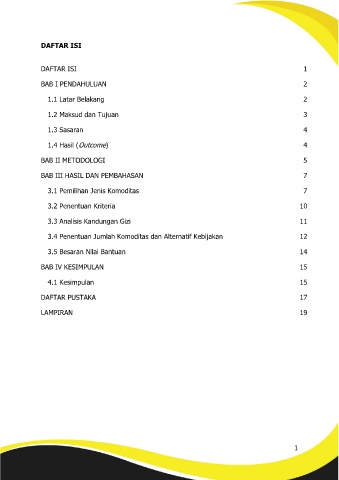 DAFTAR ISI
DAFTAR ISI 1
BAB I PENDAHULUAN 2
1.1 Latar Belakang 2
1.2 Maksud dan Tujuan 3
1.3 Sasaran 4
1.4 Hasil (Outcome) 4
BAB II METODOLOGI 5
BAB III HASIL DAN PEMBAHASAN 7
3.1 Pemilihan Jenis Komoditas 7
3.2 Penentuan Kriteria 10
3.3 Analisis Kandungan Gizi 11
3.4 Penentuan Jumlah Komoditas dan Alternatif Kebijakan 12
3.5 Besaran Nilai Bantuan 14
BAB IV KESIMPULAN 15
4.1 Kesimpulan 15
DAFTAR PUSTAKA 17
LAMPIRAN 19
1